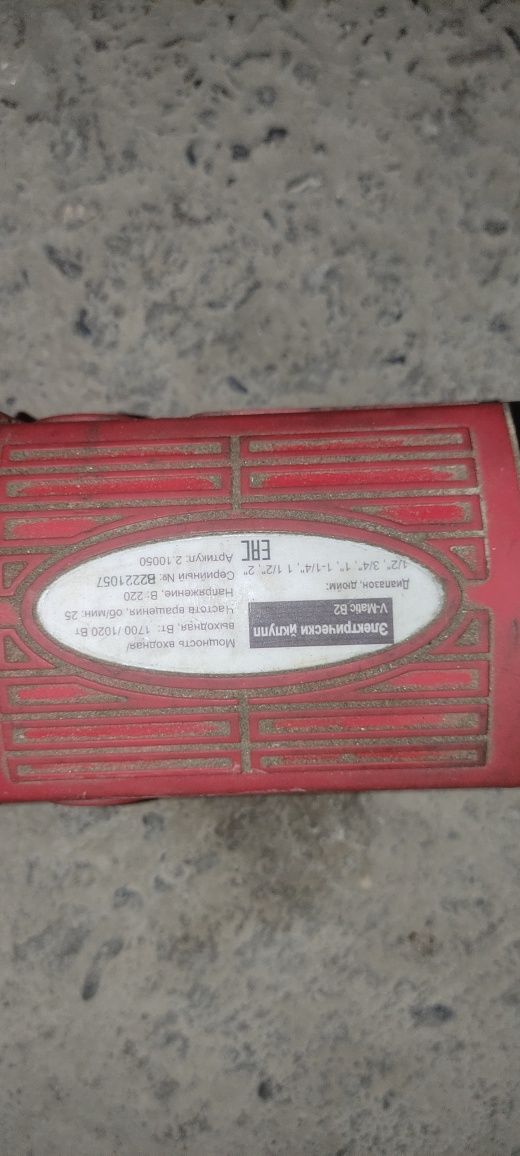 Электрически йклупп
V-Matic B2
Диапазон дюйм:
1/2", 3/4", 1" 1-1/4", 1 1/2", 2"
EAC
Мощность входная/
выходная, Вт: 1700 /1020 Вт
Частота вращения, об/мин: 25
Напряжение, В: 220
Серийный №: B2221057
Артикул: 2.10050